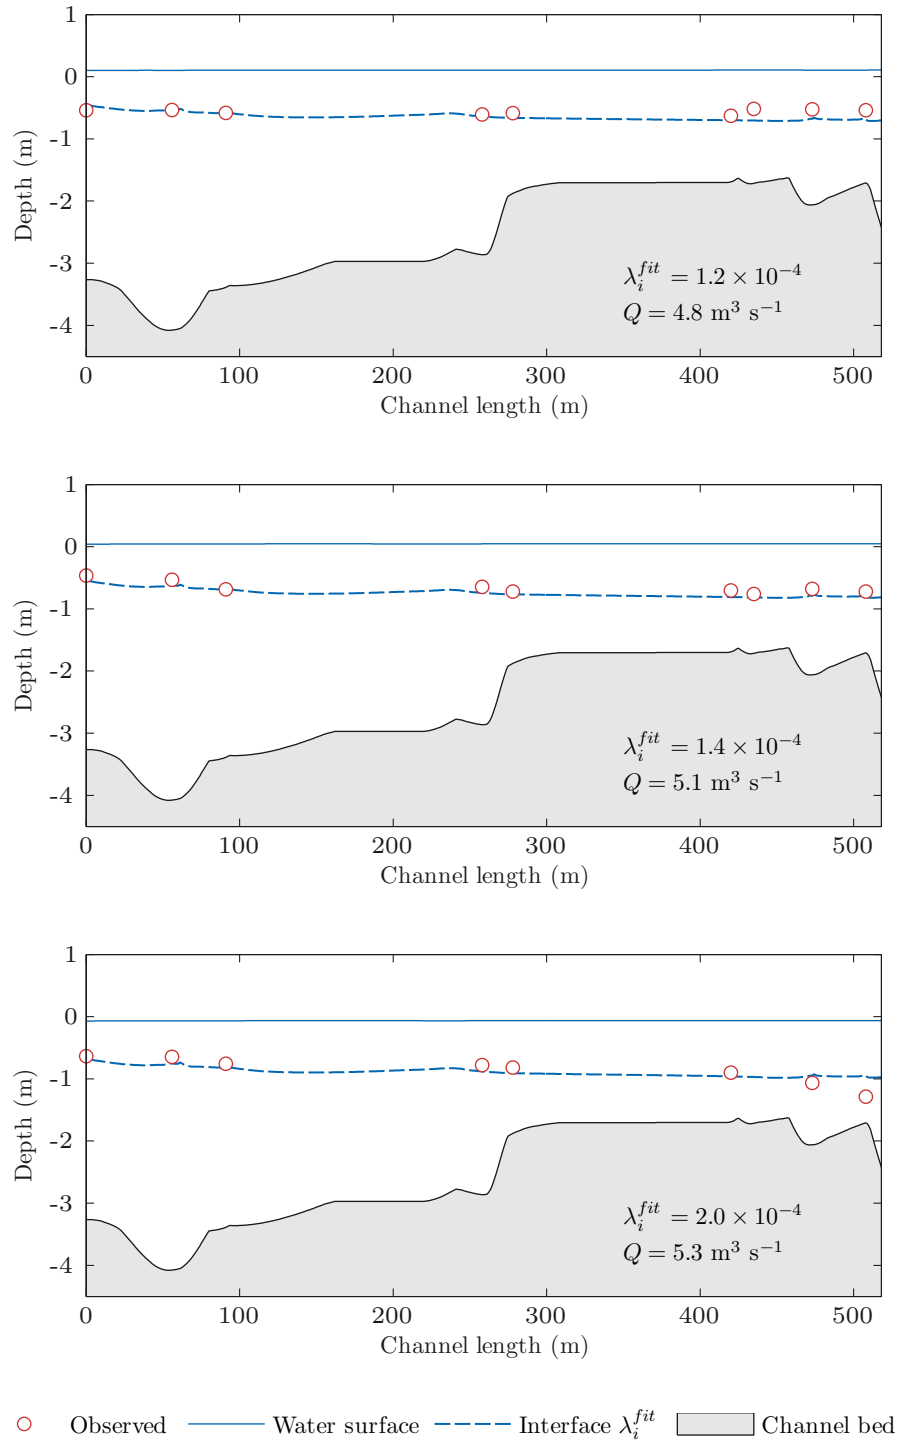 1
0
-1
-2
-3
-4
Depth (m)
λ_i^{fit} = 1.2 × 10^{-4}
Q = 4.8 m³ s⁻¹
0 100 200 300 400 500
Channel length (m)
1
0
-1
-2
-3
-4
Depth (m)
λ_i^{fit} = 1.4 × 10^{-4}
Q = 5.1 m³ s⁻¹
0 100 200 300 400 500
Channel length (m)
1
0
-1
-2
-3
-4
Depth (m)
λ_i^{fit} = 2.0 × 10^{-4}
Q = 5.3 m³ s⁻¹
0 100 200 300 400 500
Channel length (m)
Observed Water surface Interface λ_i^{fit} Channel bed